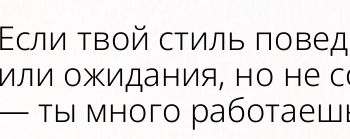 Если твой стиль повед
или ожидания, но не со
— ты много работаешь